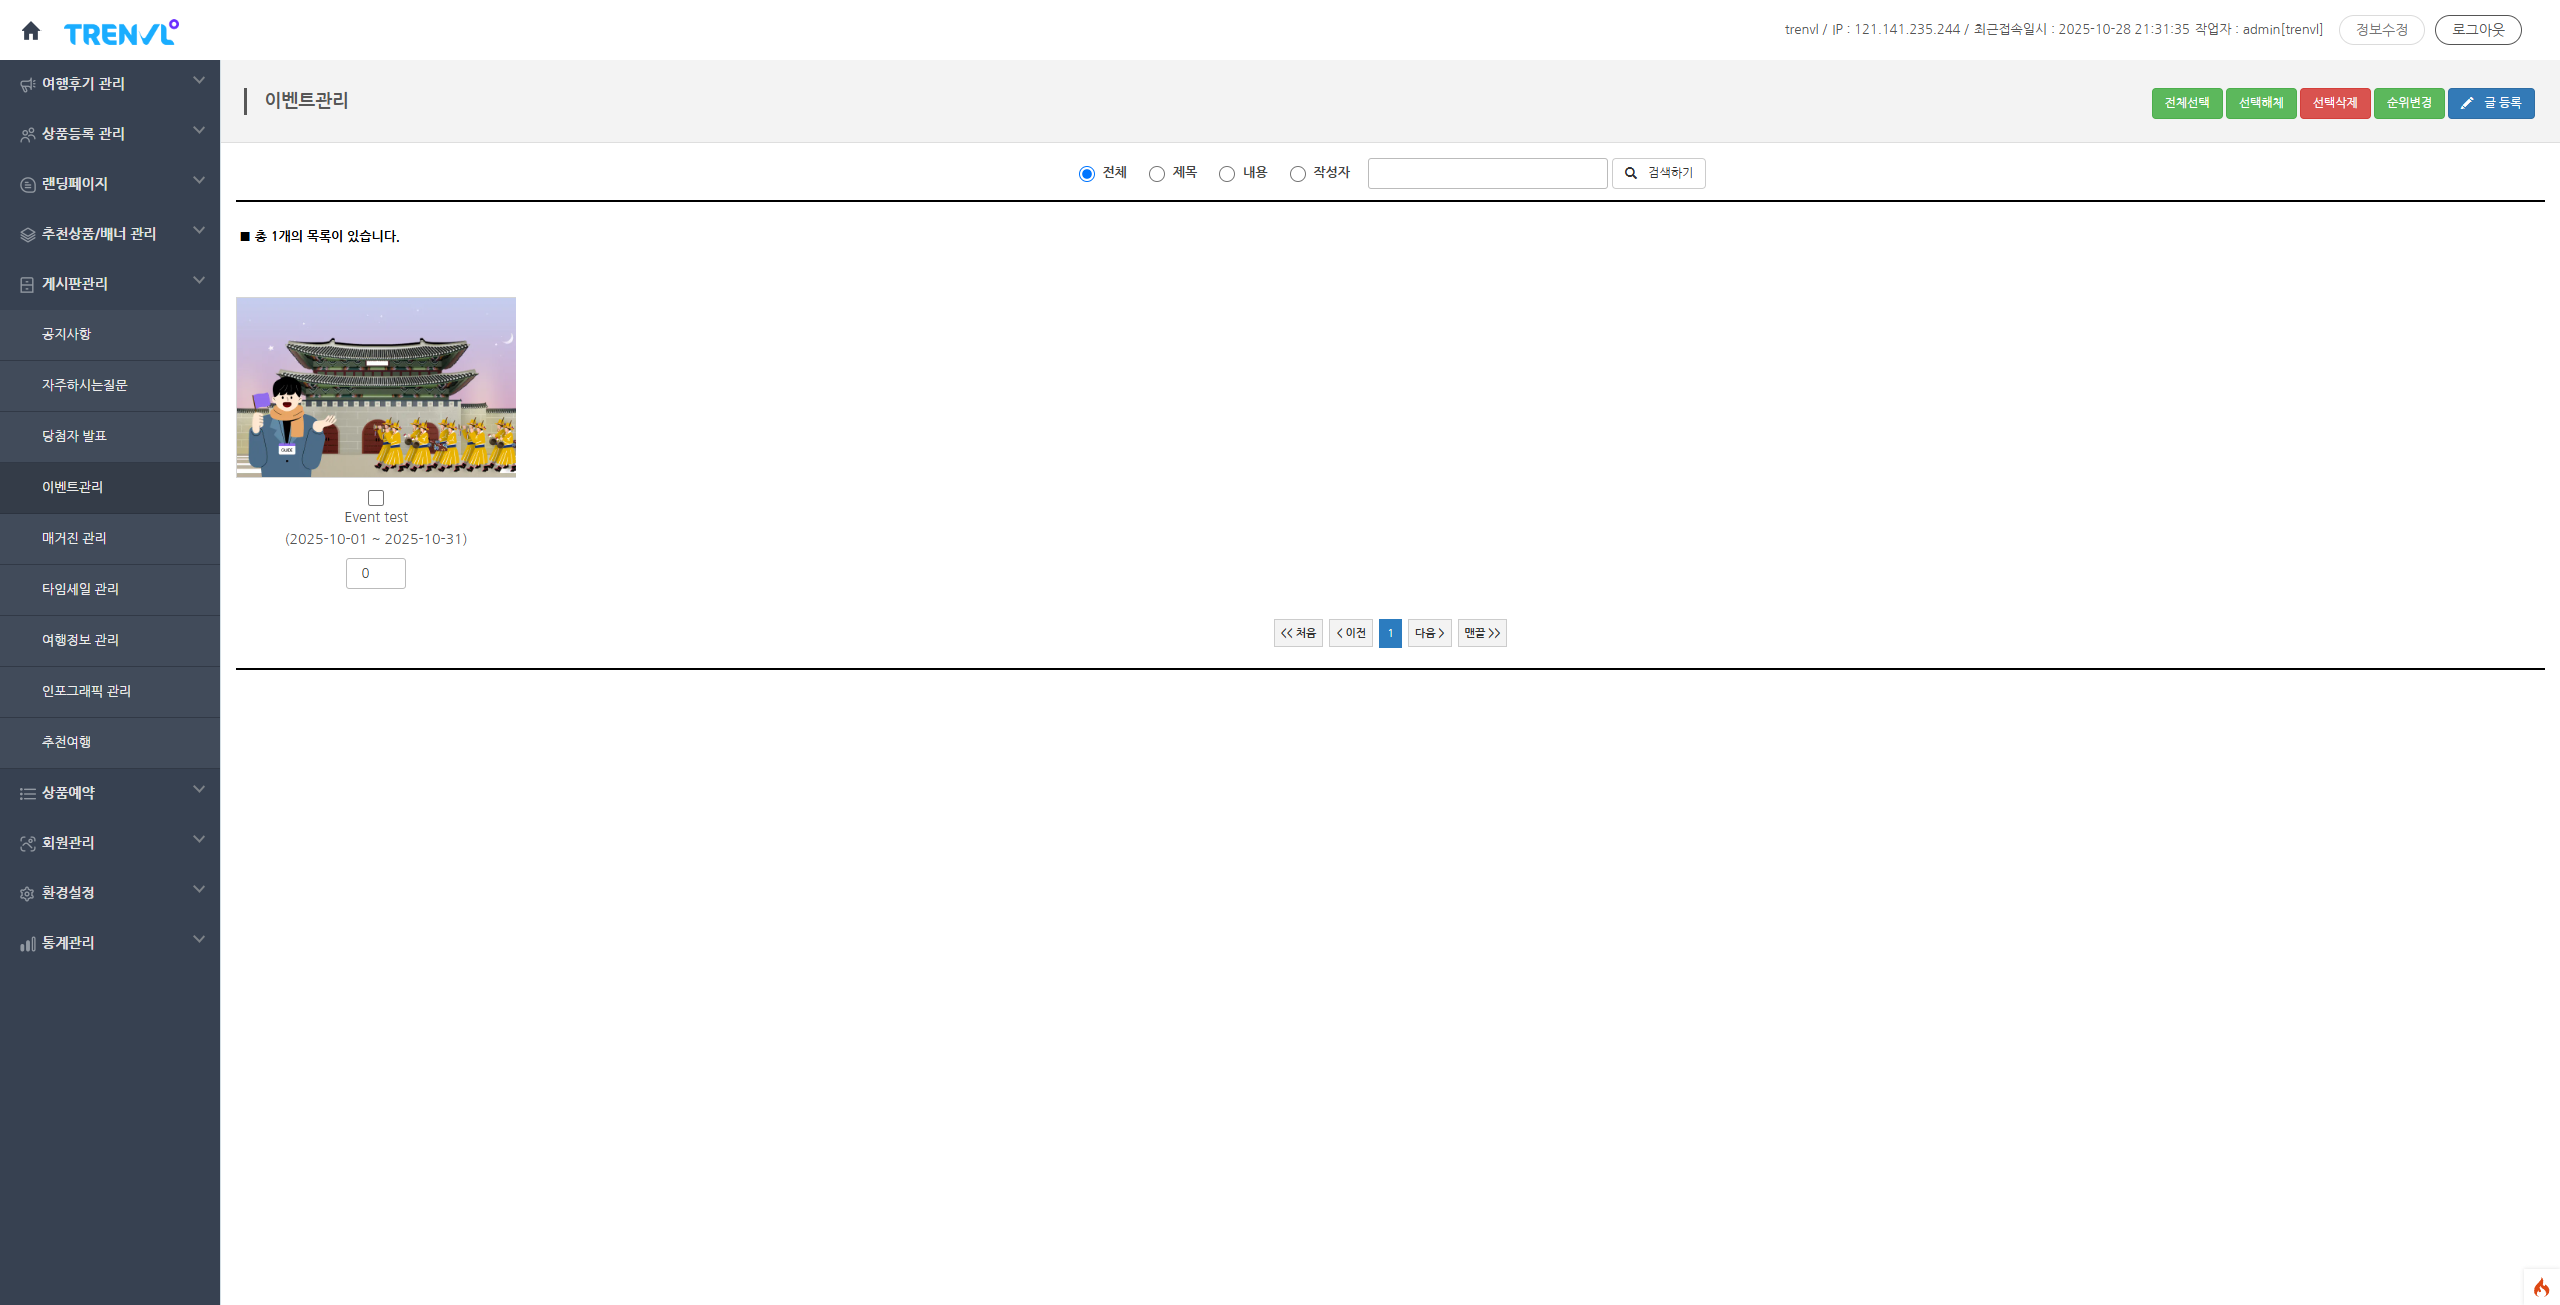 TRENVL
trenvl / IP : 121.141.235.244 / 최근접속일시 : 2025-10-28 21:31:35 작업자 : admin[trenvl]
정보수정
로그아웃
여행후기 관리
상품등록 관리
랜딩페이지
추천상품/배너 관리
게시판관리
공지사항
자주하시는질문
당첨자 발표
이벤트관리
매거진 관리
타임세일 관리
여행정보 관리
인포그래픽 관리
추천여행
상품예약
회원관리
환경설정
통계관리
이벤트관리
전체선택 선택해제 선택삭제 순위변경 글 등록
전체 제목 내용 작성자 검색하기
■ 총 1개의 목록이 있습니다.
GUIDE
Event test
(2025-10-01 ~ 2025-10-31)
0
<< 처음 < 이전 1 다음 > 맨끝 >>